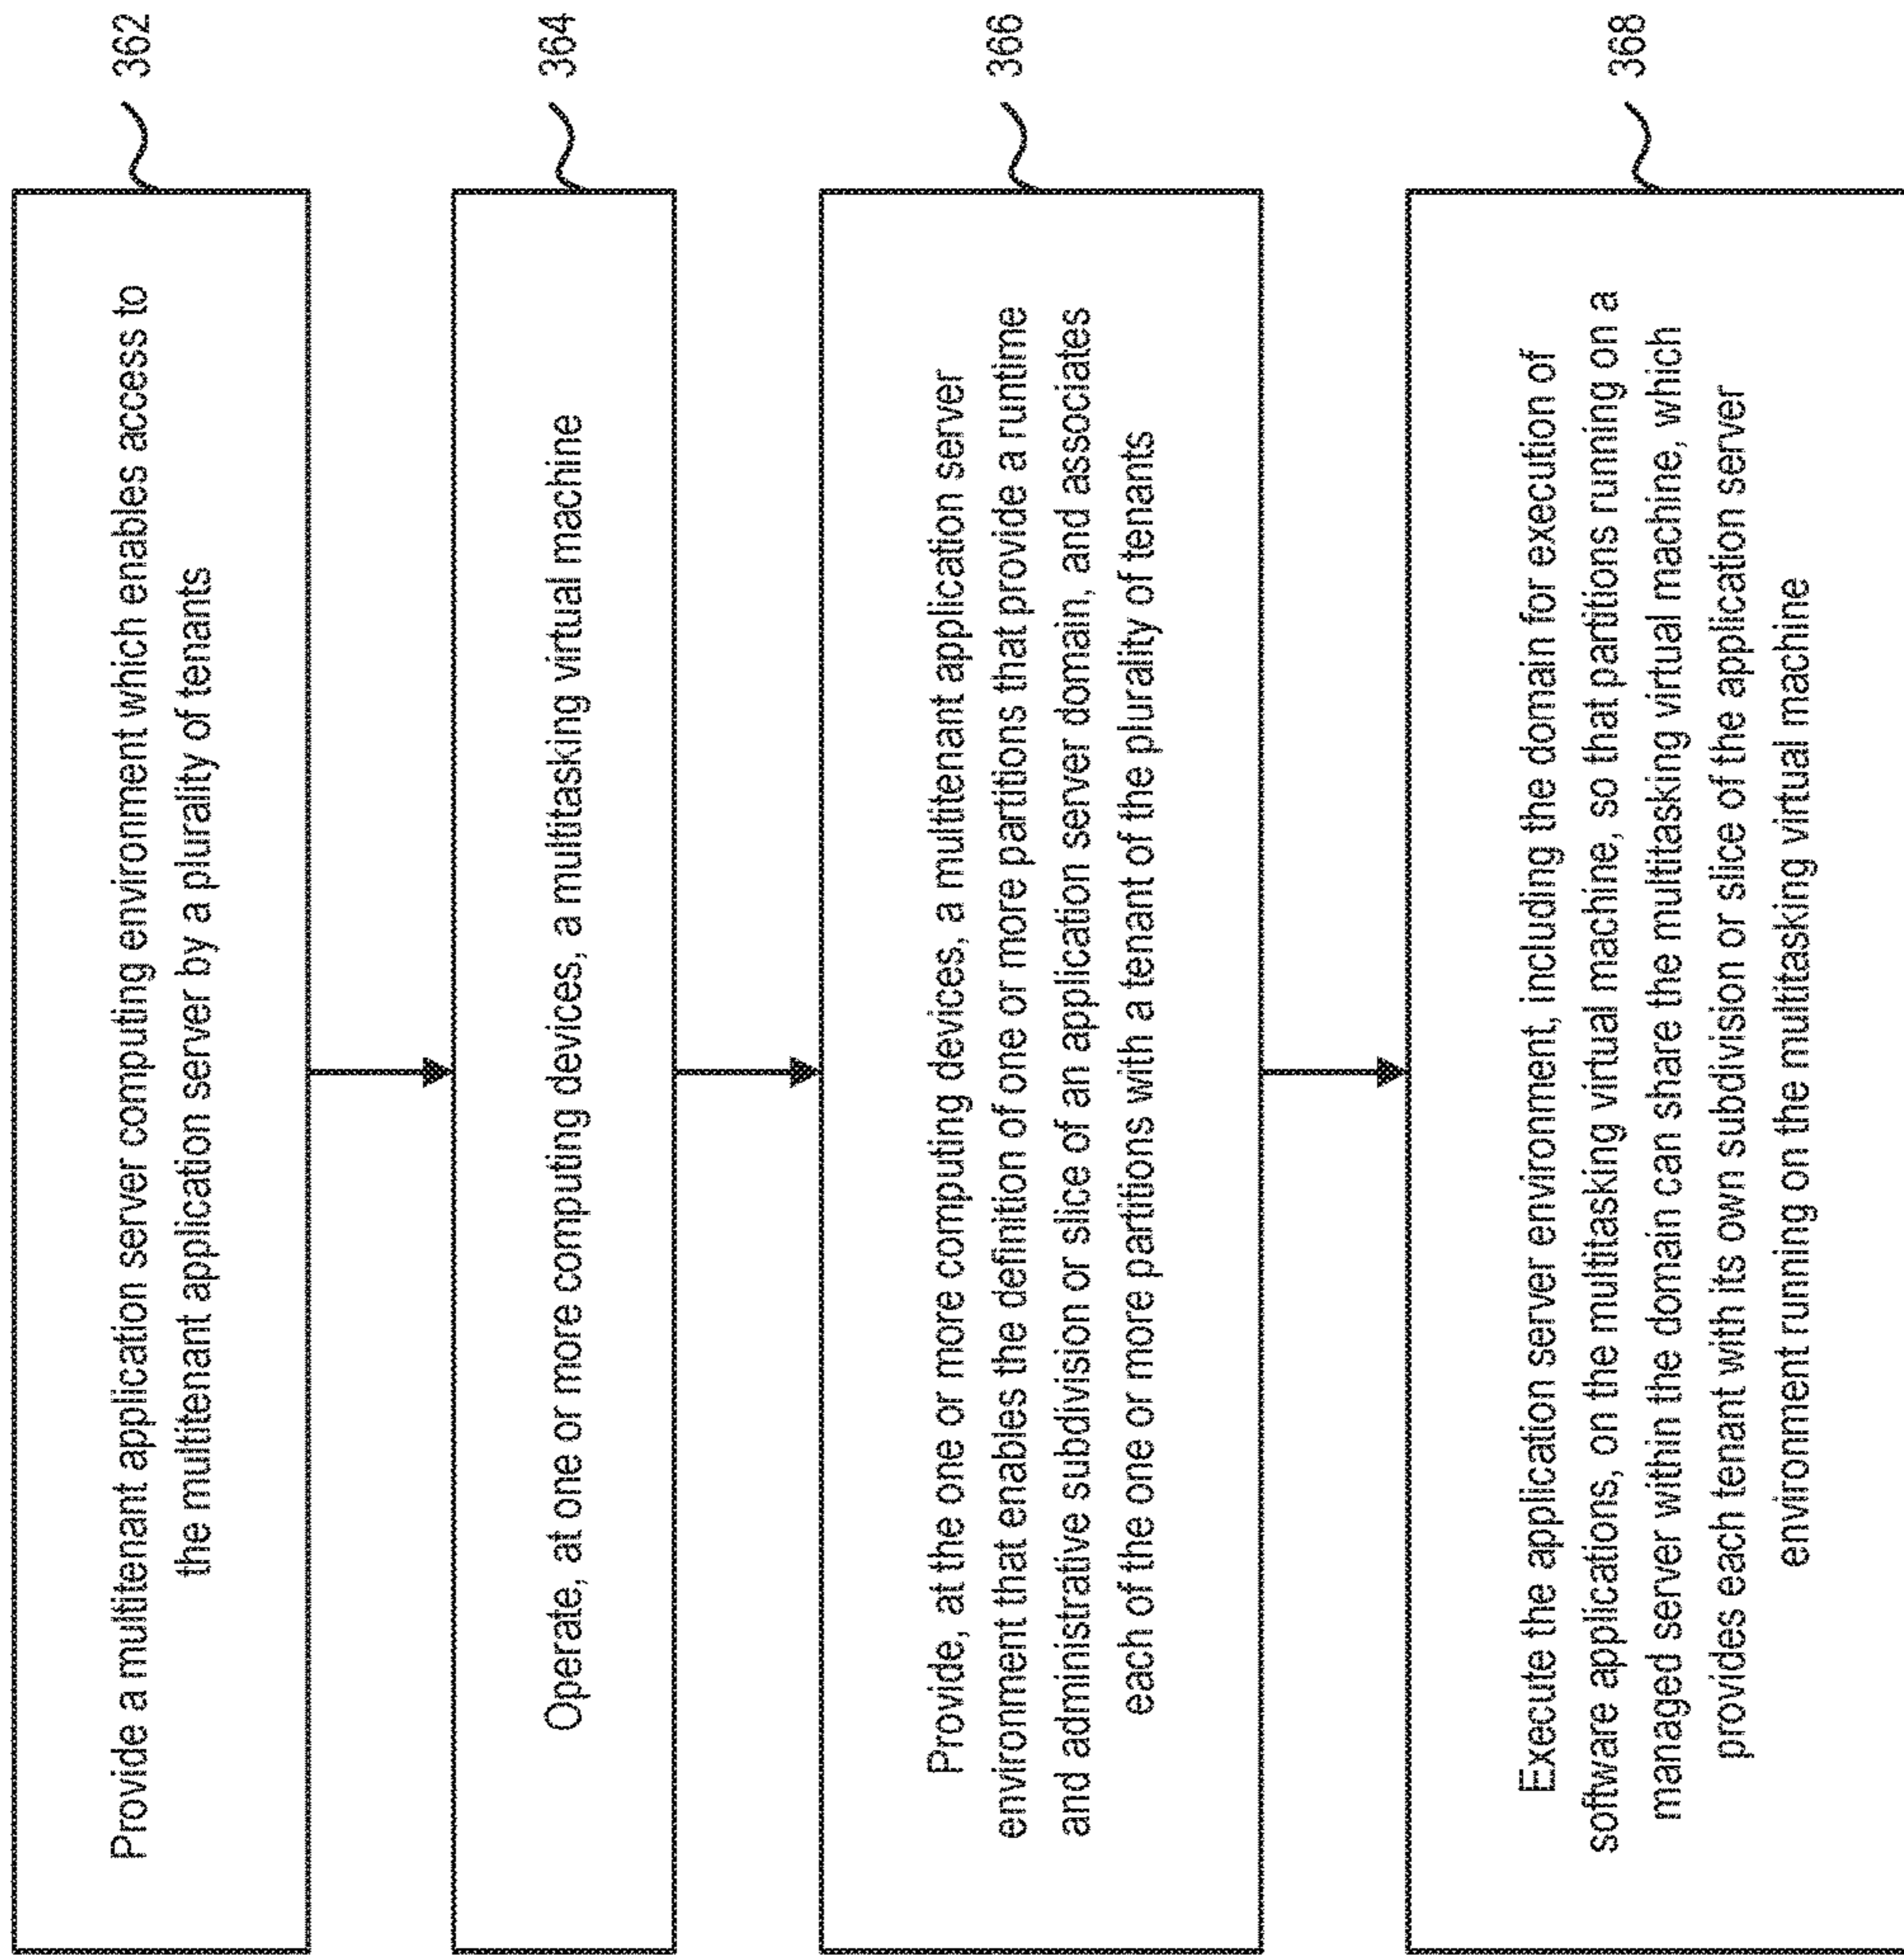 Provide a multitenant application server computing environment which enables access to
the multitenant application server by a plurality of tenants
362
Operate, at one or more computing devices, a multitasking virtual machine
364
Provide, at the one or more computing devices, a multitenant application server
environment that enables the definition of one or more partitions that provide a runtime
and administrative subdivision or slice of an application server domain, and associates
each of the one or more partitions with a tenant of the plurality of tenants
366
Execute the application server environment, including the domain for execution of
software applications, on the multitasking virtual machine, so that partitions running on a
managed server within the domain can share the multitasking virtual machine, which
provides each tenant with its own subdivision or slice of the application server
environment running on the multitasking virtual machine
368